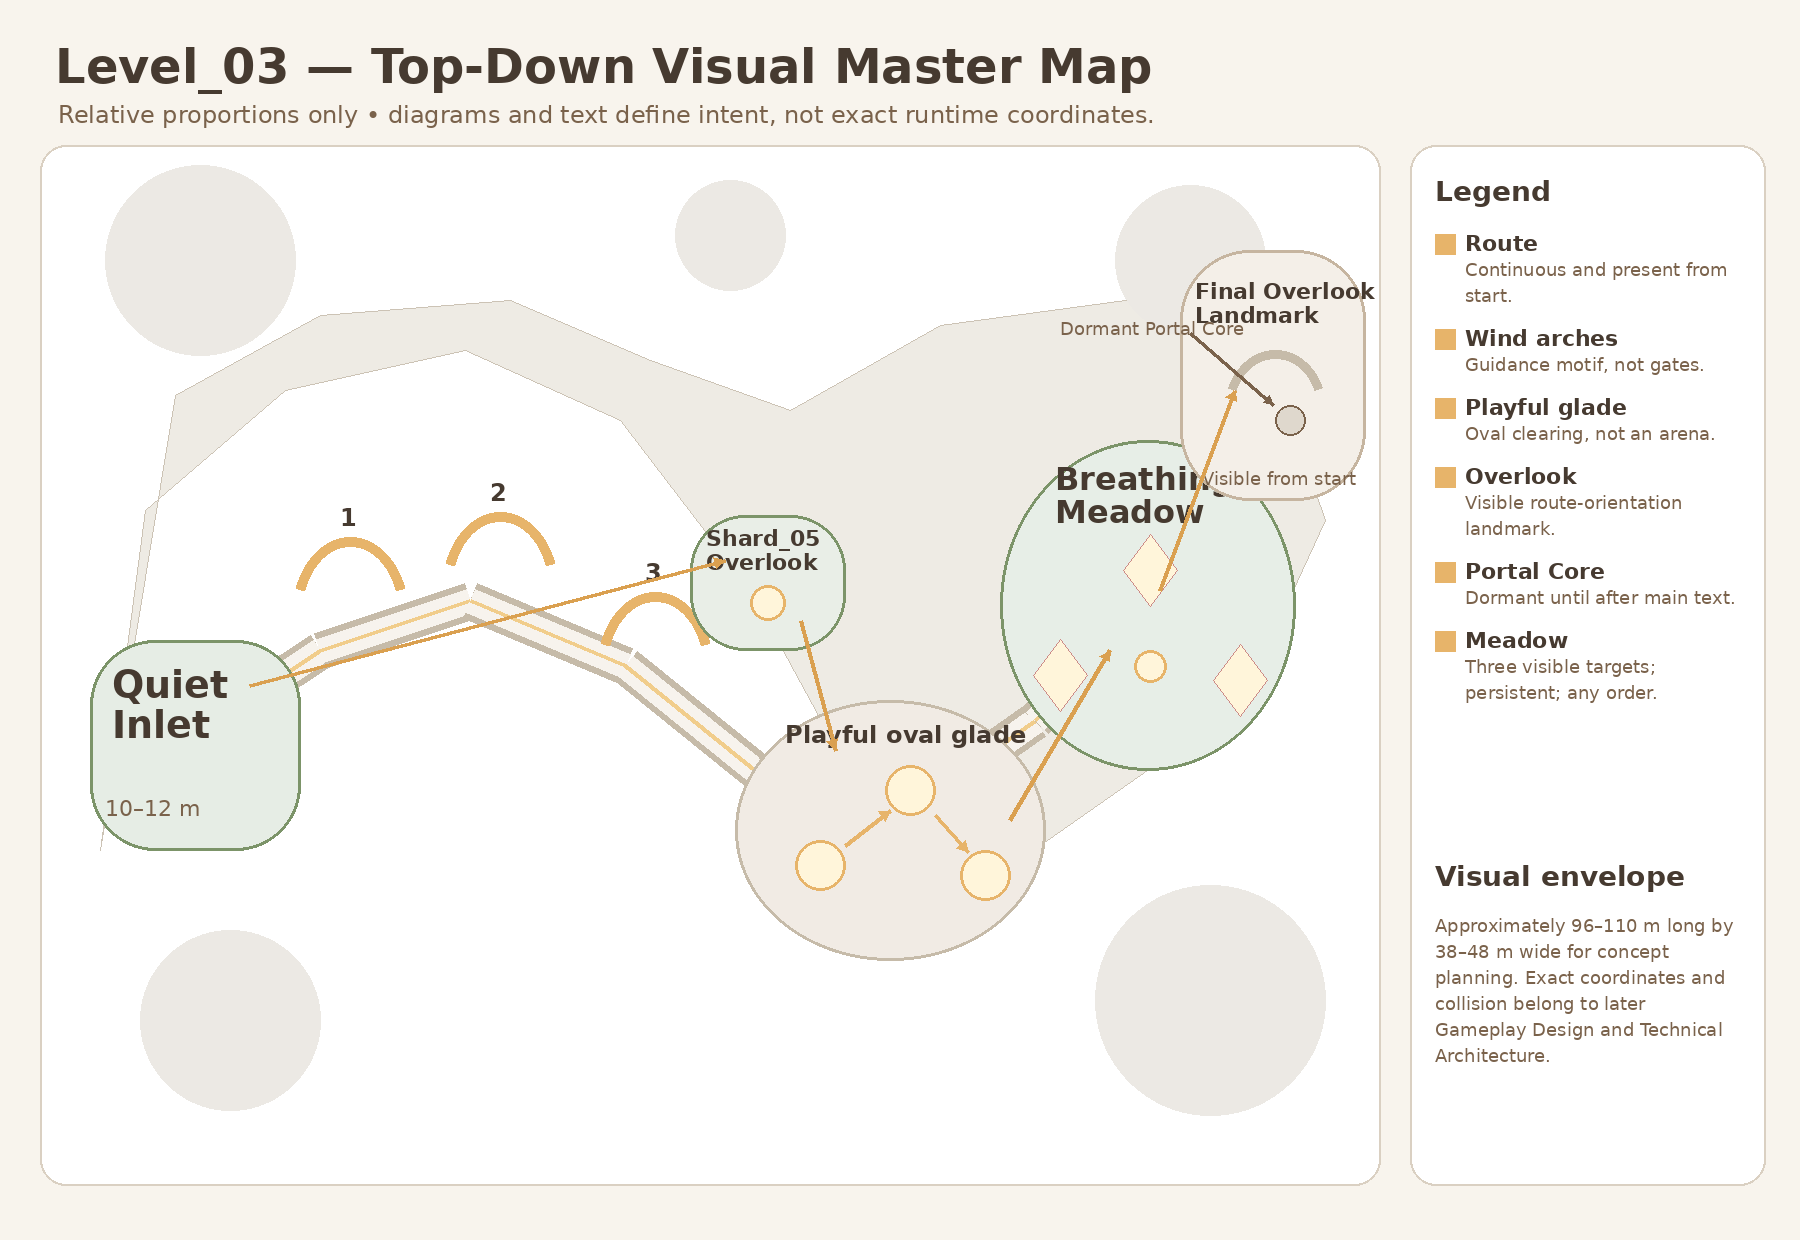 Level_03 — Top-Down Visual Master Map
Relative proportions only • diagrams and text define intent, not exact runtime coordinates.
Final Overlook
Landmark
Dormant Portal Core
Visible from start
Breathing
Meadow
1
2
3
Shard_05
Overlook
Quiet
Inlet
10–12 m
Playful oval glade
Legend
Route
Continuous and present from
start.
Wind arches
Guidance motif, not gates.
Playful glade
Oval clearing, not an arena.
Overlook
Visible route-orientation
landmark.
Portal Core
Dormant until after main text.
Meadow
Three visible targets;
persistent; any order.
Visual envelope
Approximately 96–110 m long by
38–48 m wide for concept
planning. Exact coordinates and
collision belong to later
Gameplay Design and Technical
Architecture.